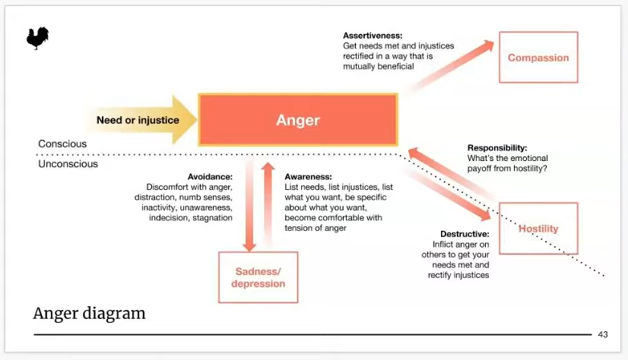 Assertiveness:
Get needs met and injustices
rectified in a way that is
mutually beneficial
Compassion
Need or injustice
Anger
Conscious
Unconscious
Responsibility:
What's the emotional
payoff from hostility?
Avoidance:
Discomfort with anger,
distraction, numb senses,
inactivity, unawareness,
indecision, stagnation
Awareness:
List needs, list injustices, list
what you want, be specific
about what you want,
become comfortable with
tension of anger
Destructive:
Inflict anger on
others to get your
needs met and
rectify injustices
Hostility
Sadness/
depression
Anger diagram
43